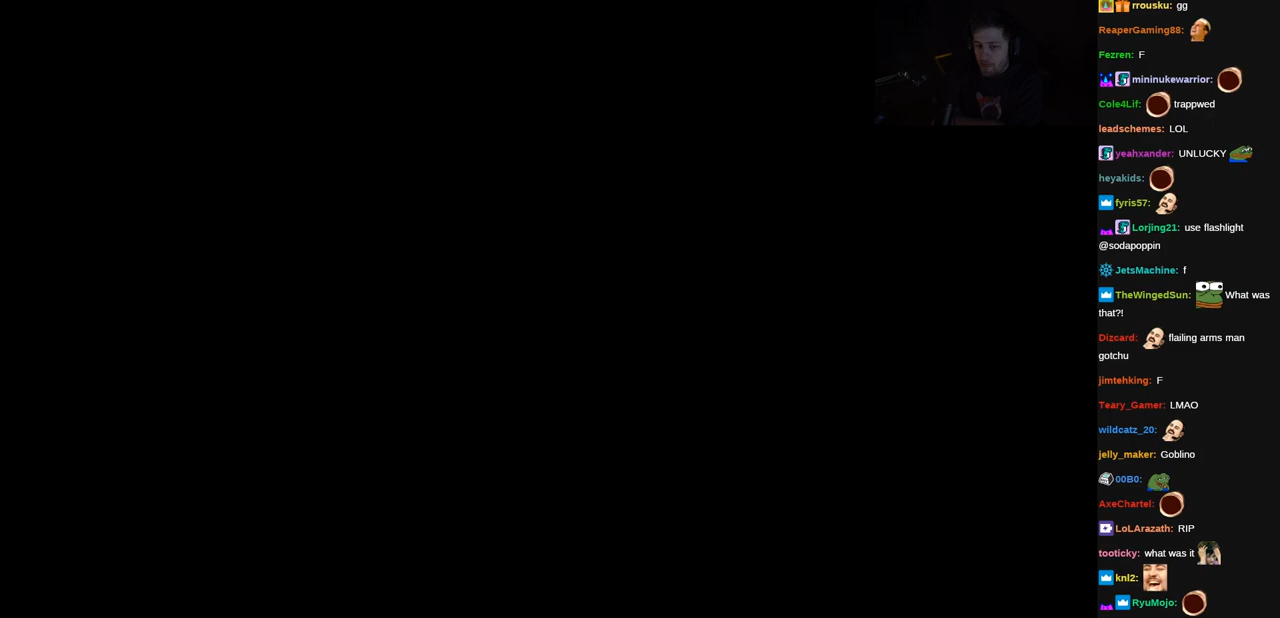 rrousku: gg
ReaperGaming88:
Fezren: F
mininukewarrior:
Cole4Lif: trappwed
leadschemes: LOL
yeahxander: UNLUCKY
heyakids:
fyris57:
Lorjing21: use flashlight
@sodapoppin
JetsMachine: f
TheWingedSun: What was
that?!
Dizcard: flailing arms man
gotchu
jimtehking: F
Teary_Gamer: LMAO
wildcatz_20:
jelly_maker: Goblino
00B0:
AxeChartel:
LoLArazath: RIP
tooticky: what was it
knl2:
RyuMojo: